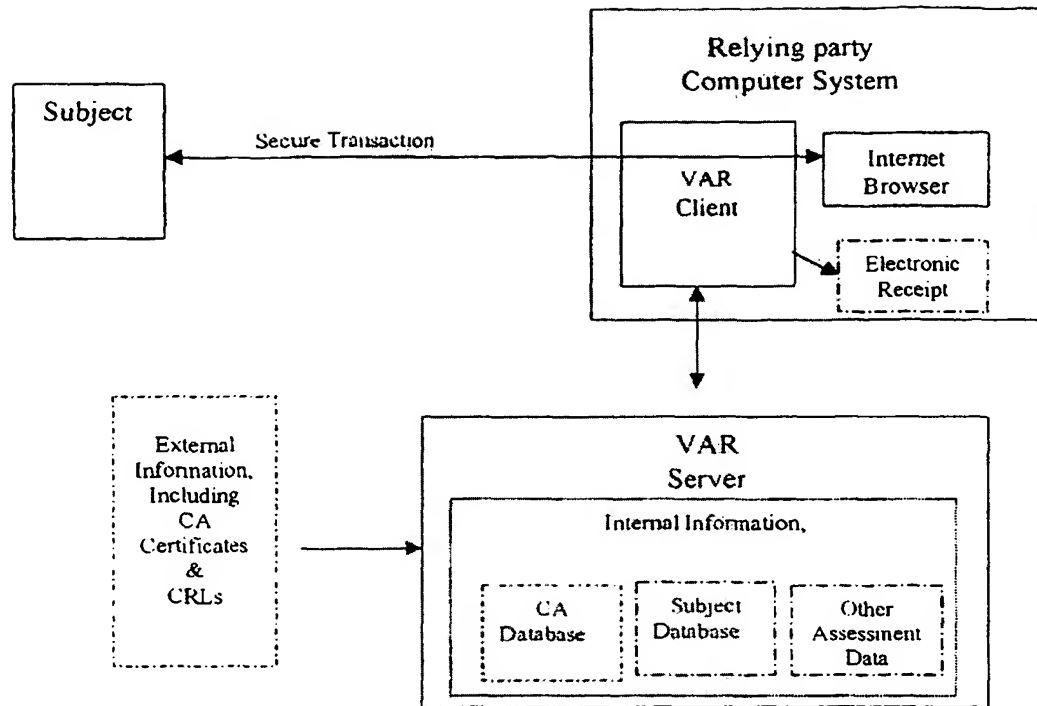 Relying party
Computer System
Subject
Secure Transaction
VAR
Client
Internet
Browser
Electronic
Receipt
External
Information,
Including
CA
Certificates
&
CRLs
VAR
Server
Internal Information,
CA
Database
Subject
Database
Other
Assessment
Data